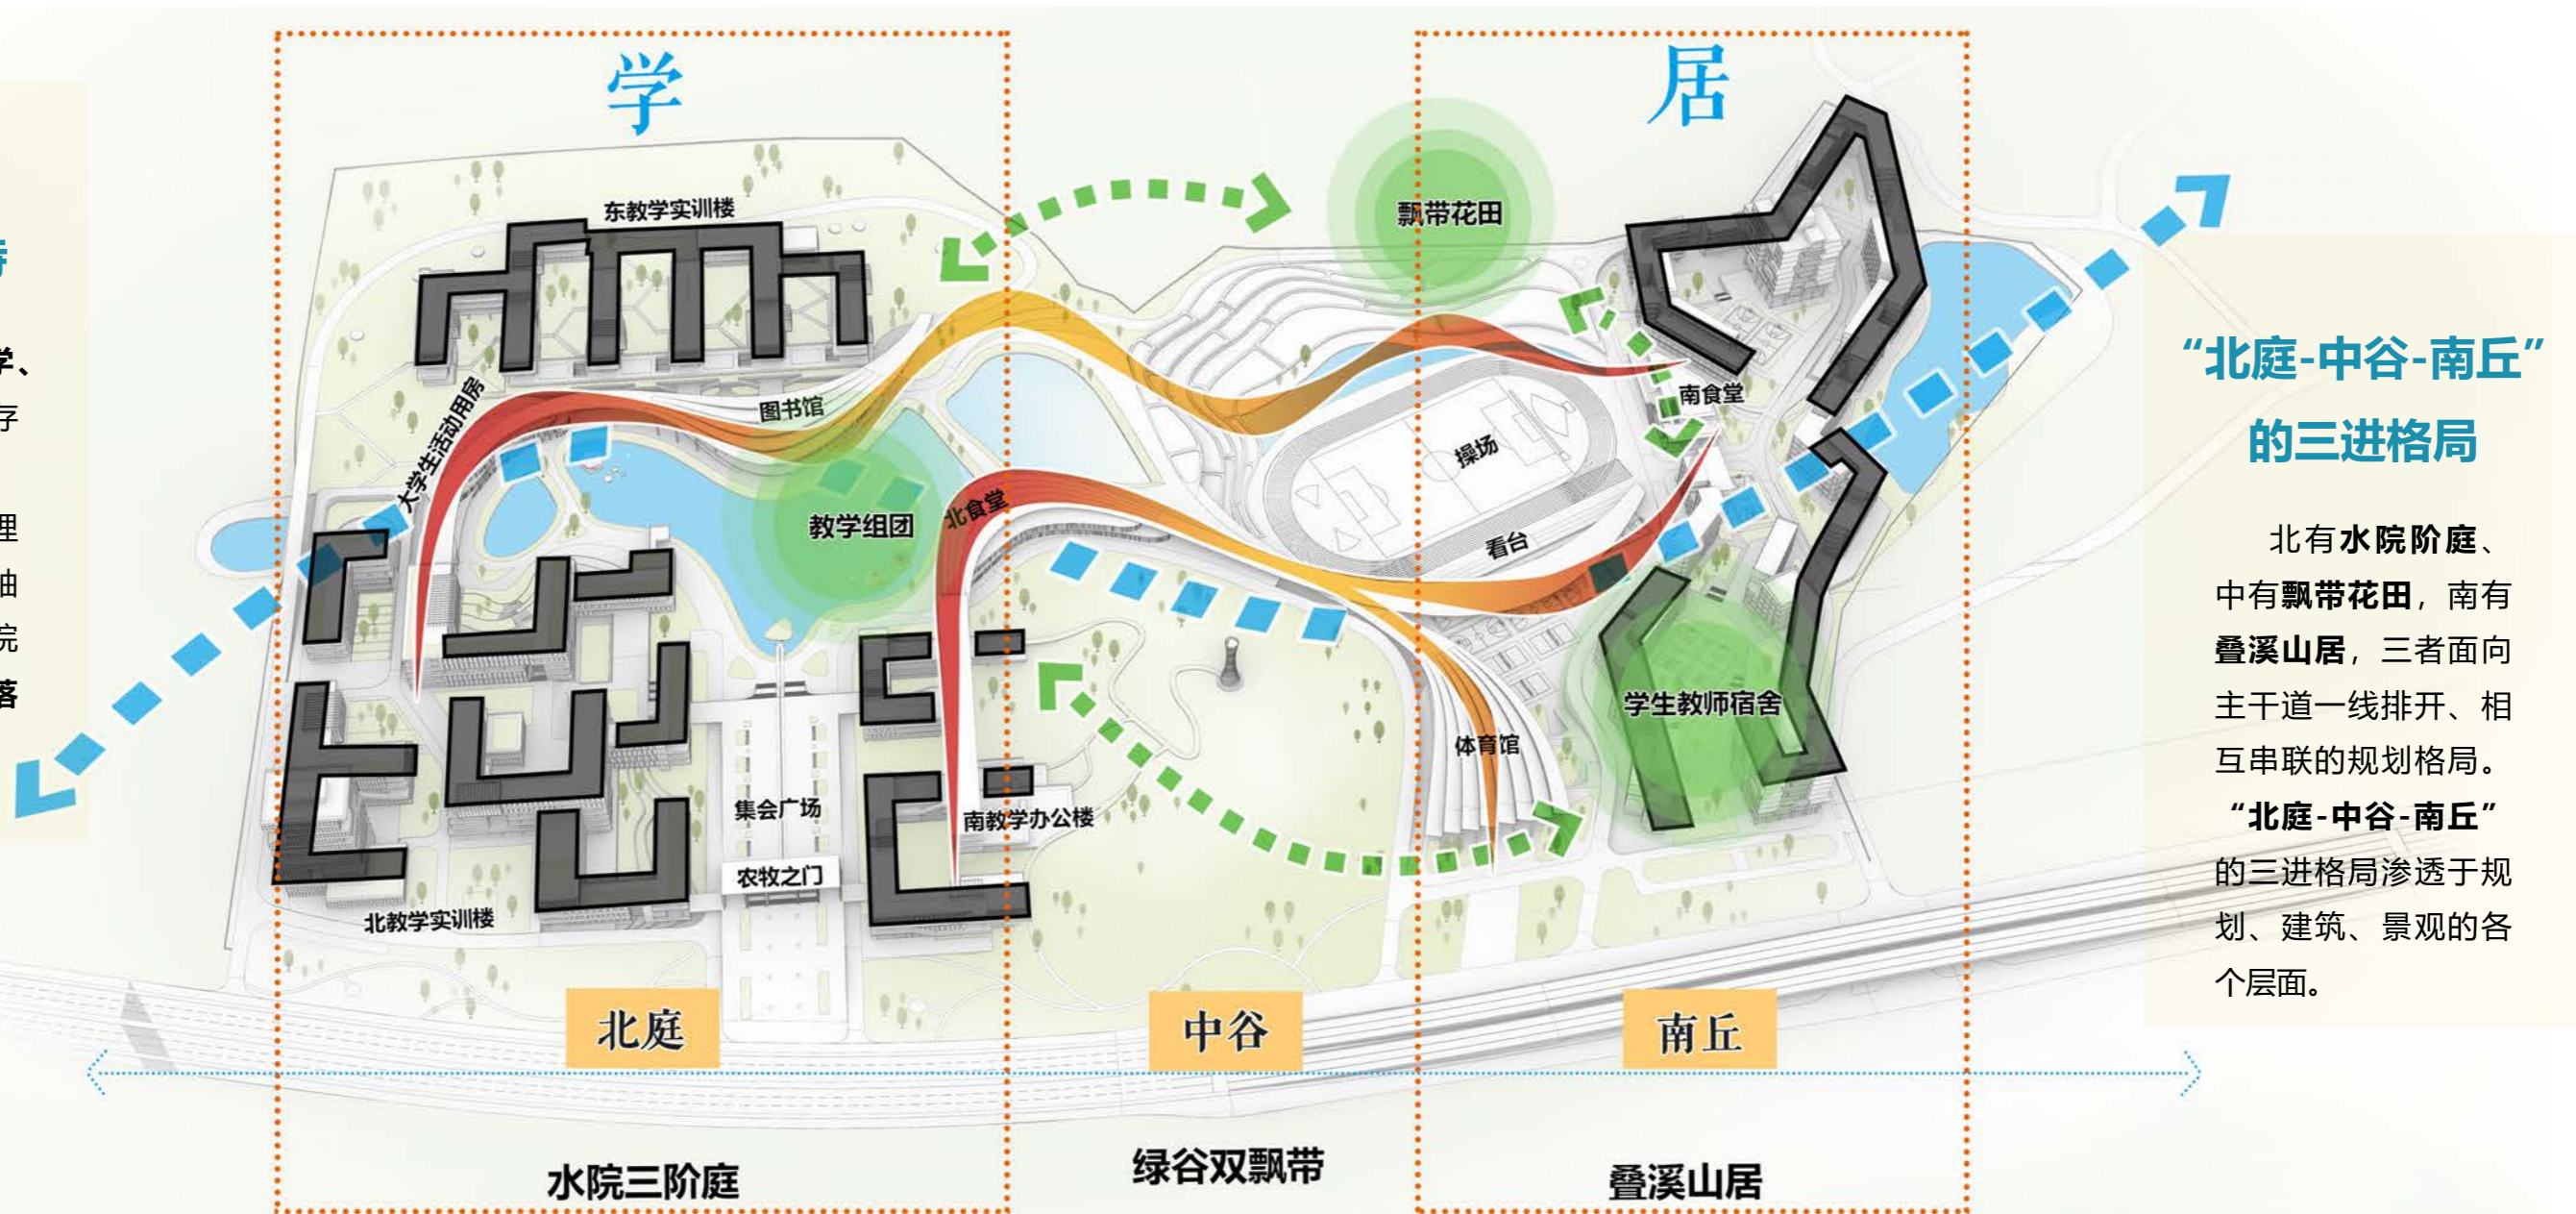 学、
存
理
由
院
落
学
居
东教学实训楼
飘带花田
大学生活动用房
图书馆
南食堂
操场
教学组团
北食堂
看台
学生教师宿舍
体育馆
集会广场
南教学办公楼
农牧之门
北教学实训楼
北庭
中谷
南丘
水院三阶庭
绿谷双飘带
叠溪山居
“北庭-中谷-南丘”
的三进格局
北有水院阶庭、
中有飘带花田，南有
叠溪山居，三者面向
主干道一线排开、相
互串联的规划格局。
“北庭-中谷-南丘”
的三进格局渗透于规
划、建筑、景观的各
个层面。